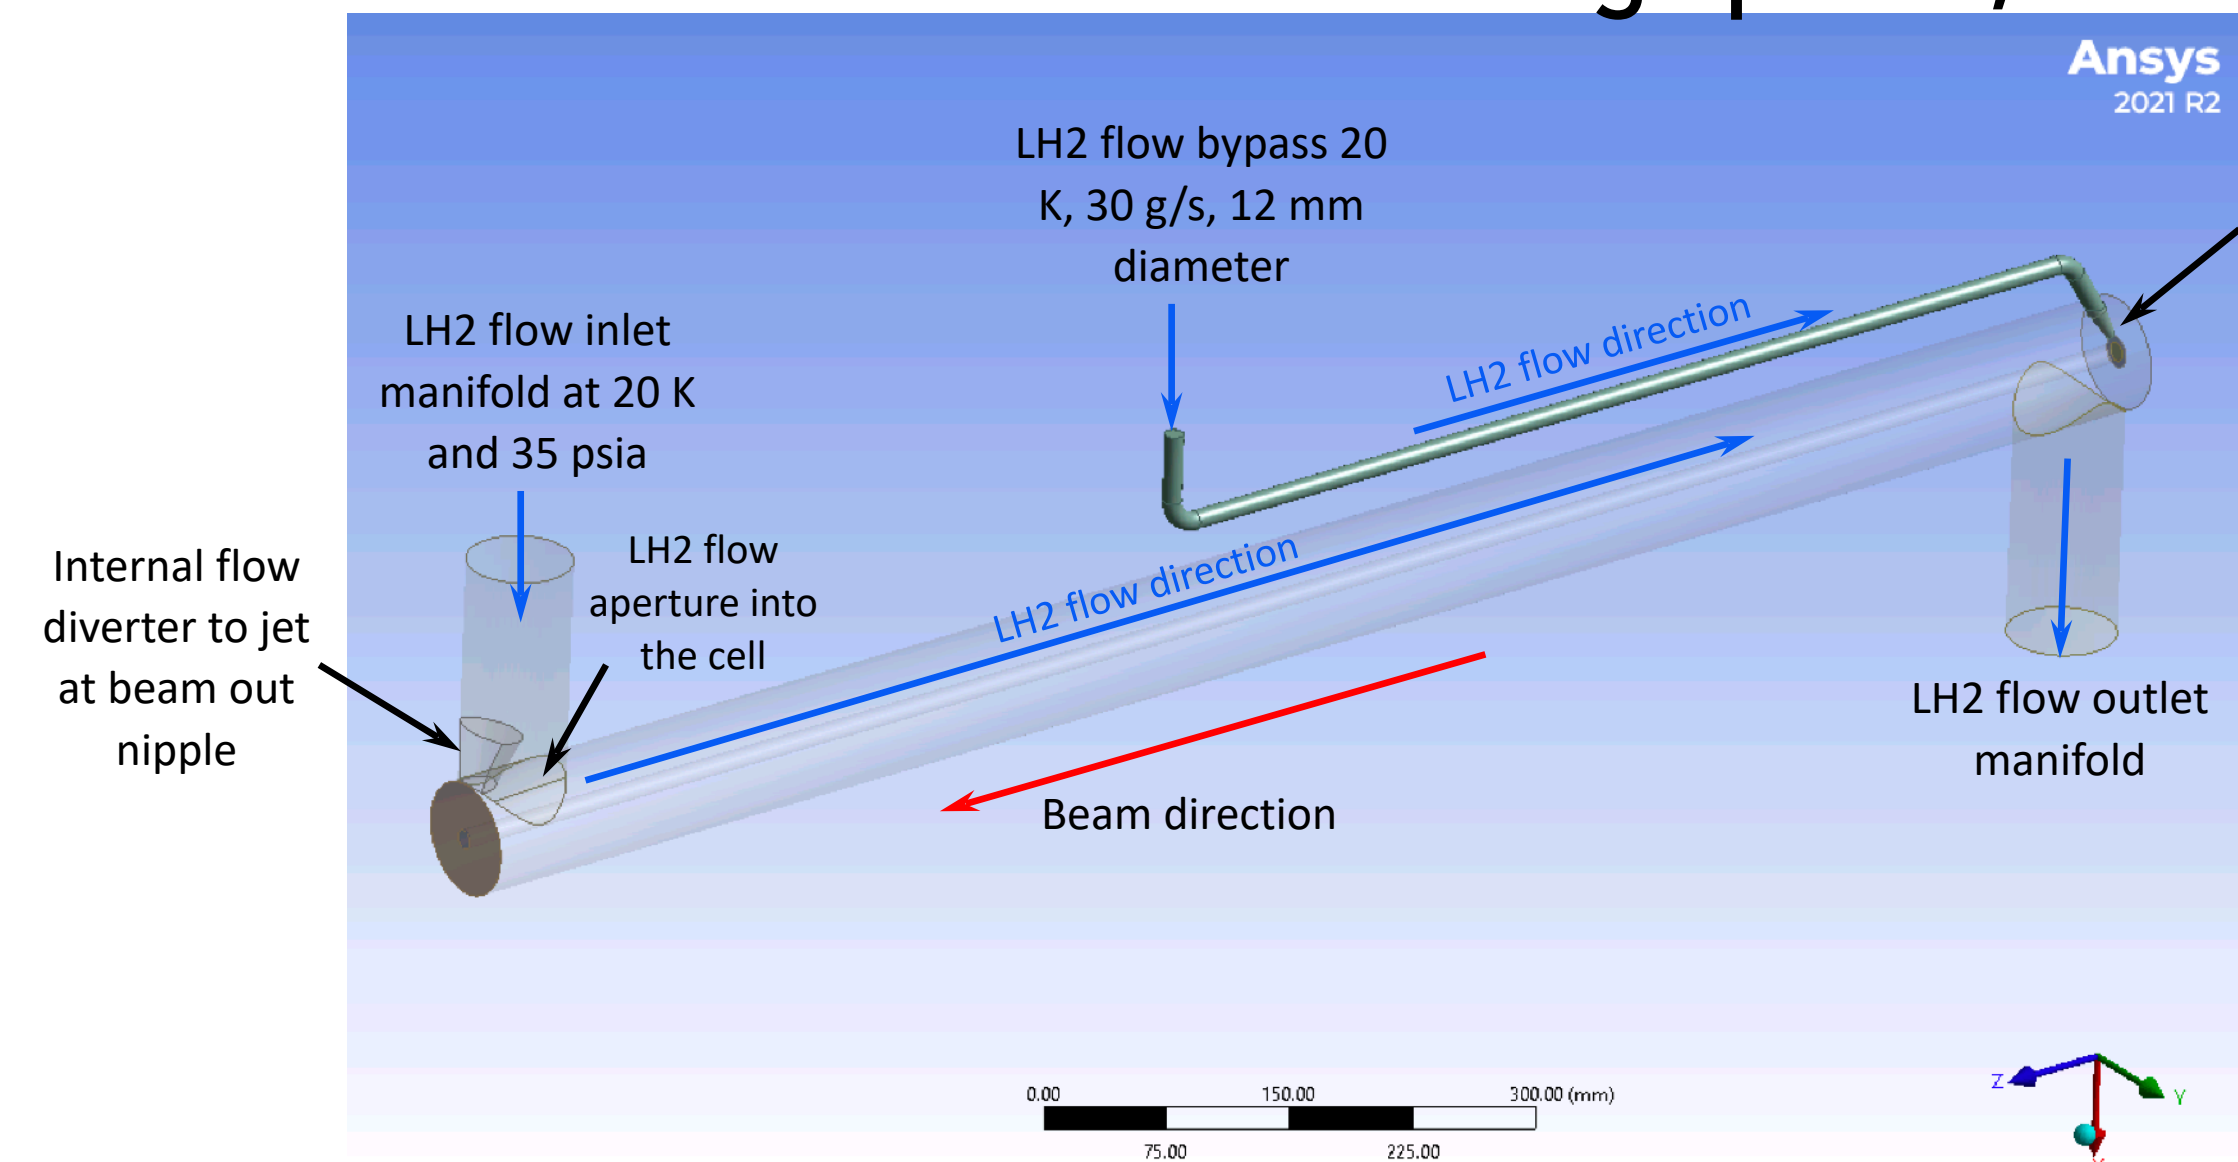 Ansys
2021 R2
LH2 flow bypass 20
K, 30 g/s, 12 mm
diameter
LH2 flow direction
LH2 flow inlet
manifold at 20 K
and 35 psia
LH2 flow
aperture into
the cell
Internal flow
diverter to jet
at beam out
nipple
LH2 flow direction
Beam direction
LH2 flow outlet
manifold
0.00 150.00 300.00 (mm)
75.00 225.00
Z
Y